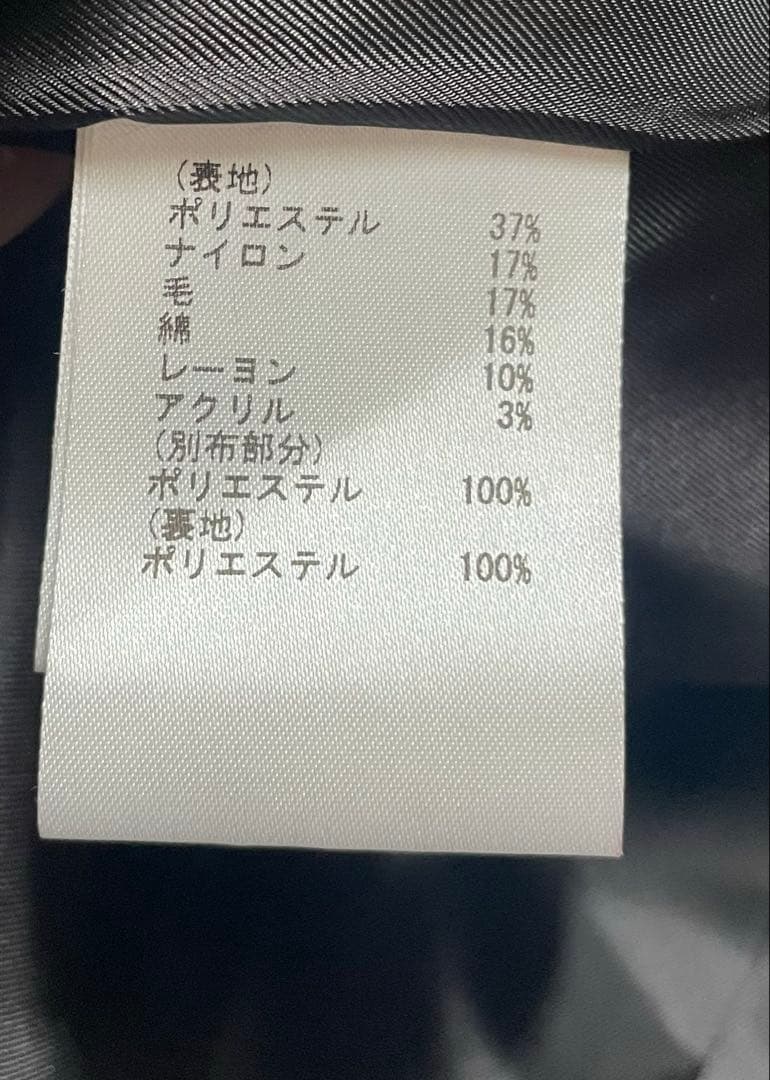 (表地)
ポリエステル 37%
ナイロン 17%
毛 17%
綿 16%
レーヨン 10%
アクリル 3%
(別布部分)
ポリエステル 100%
(裏地)
ポリエステル 100%